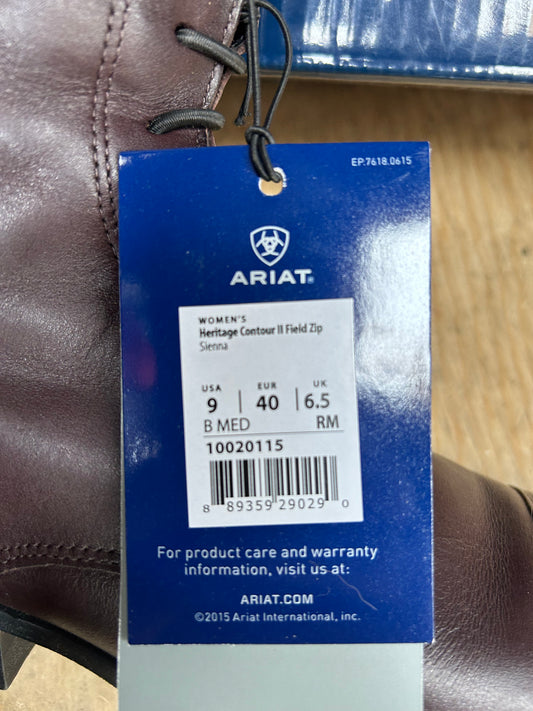 EP.7618.0615
ARIAT®
WOMEN'S
Heritage Contour II Field Zip
Sienna
USA EUR UK
9 | 40 | 6.5
B MED RM
10020115
8 89359 29029 0
For product care and warranty
information, visit us at:
ARIAT.COM
©2015 Ariat International, inc.